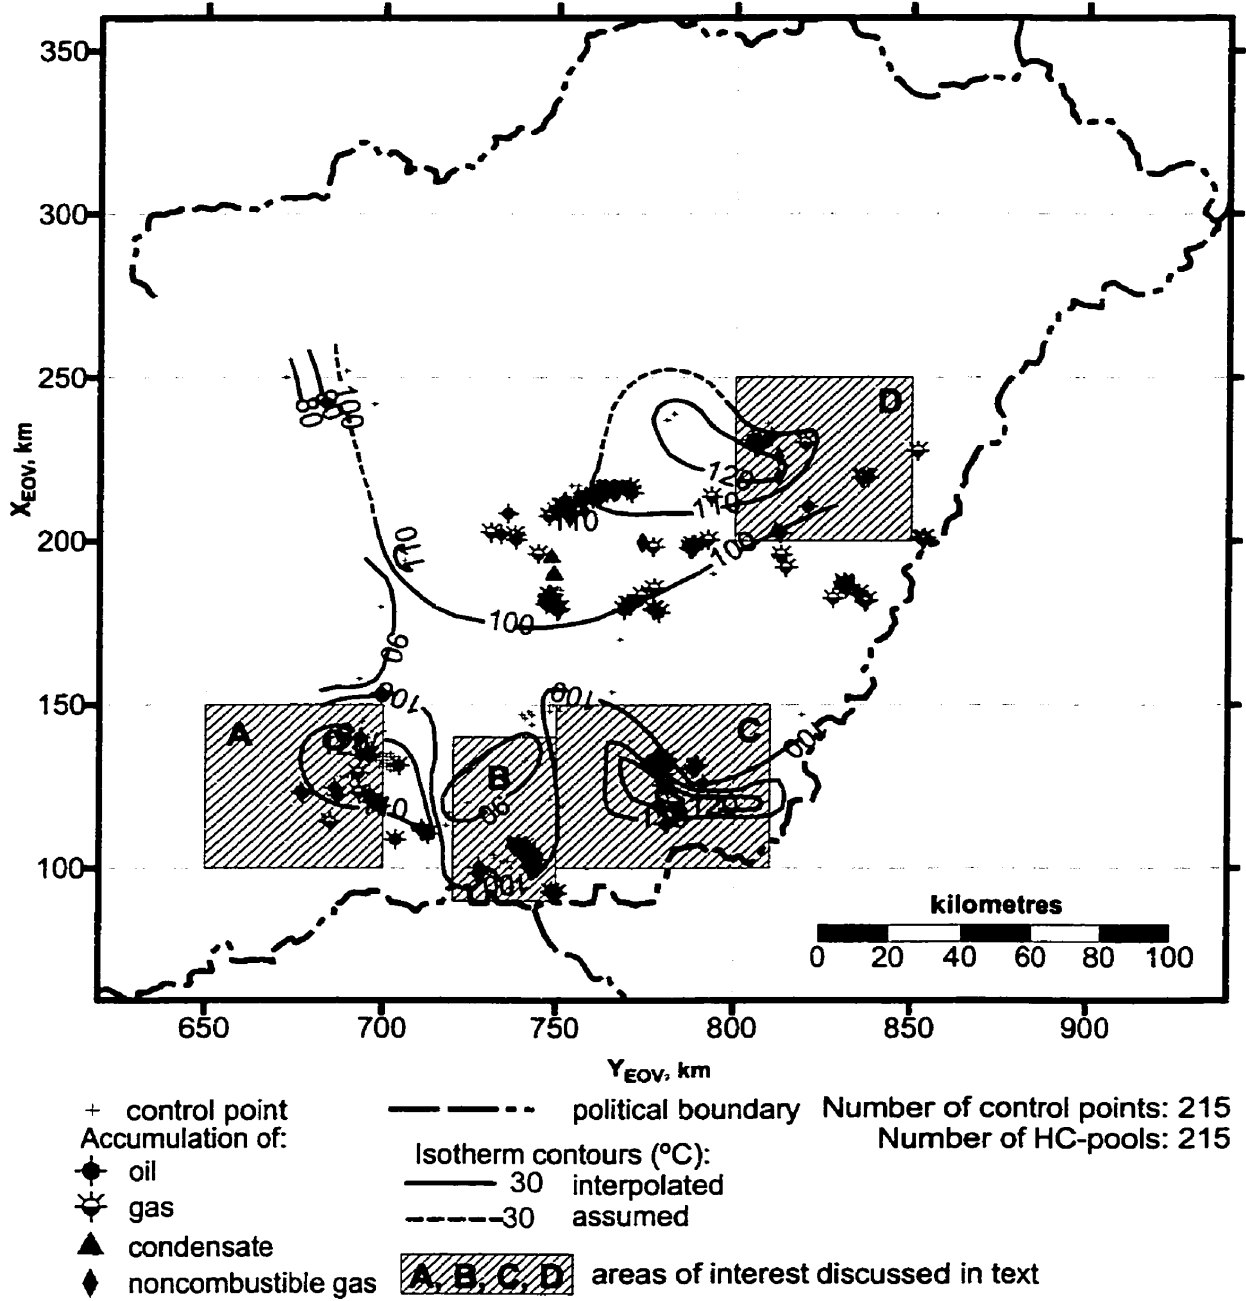 350
300
250
200
150
100
X_EOV, km
80
90
100
110
110
120
110
100
100
90
100
100
100
90
100
A
B
C
D
kilometres
0 20 40 60 80 100
650 700 750 800 850 900
Y_EOV, km
control point
Accumulation of:
oil
gas
condensate
noncombustible gas
political boundary
Isotherm contours (ºC):
30 interpolated
30 assumed
A, B, C, D areas of interest discussed in text
Number of control points: 215
Number of HC-pools: 215